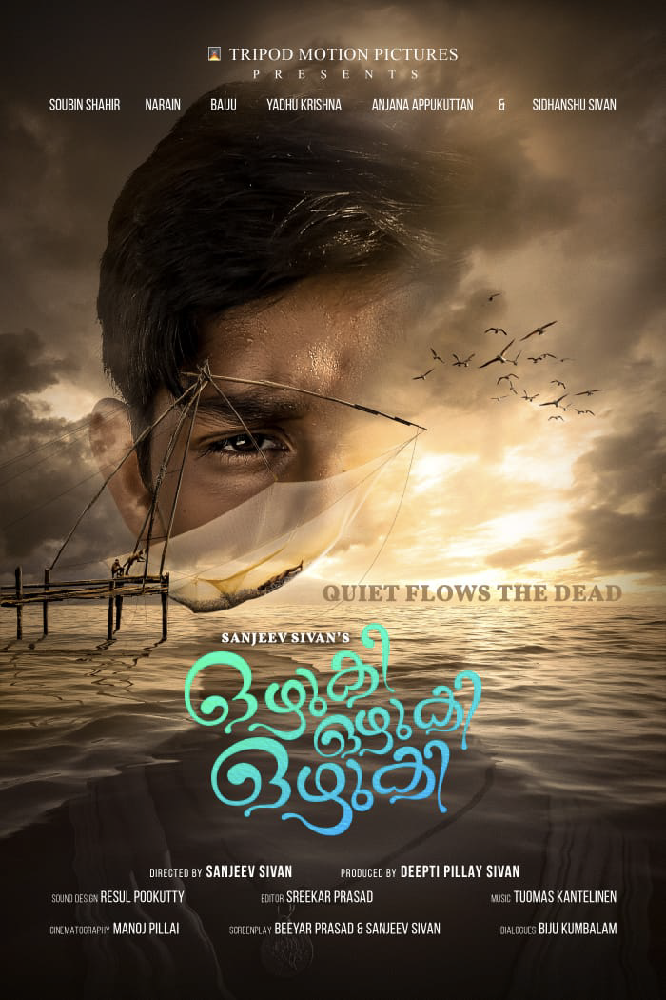 TRIPOD MOTION PICTURES
PRESENTS
SOUBIN SHAHIR NARAIN BAIJU YADHU KRISHNA ANJANA APPUKUTTAN & SIDHANSHU SIVAN
QUIET FLOWS THE DEAD
SANJEEV SIVAN'S
ഒഴുകി
ഒഴുകി
ഒഴുകി
DIRECTED BY SANJEEV SIVAN PRODUCED BY DEEPTI PILLAY SIVAN
SOUND DESIGN RESUL POOKUTTY EDITOR SREEKAR PRASAD MUSIC TUOMAS KANTELINEN
CINEMATOGRAPHY MANOJ PILLAI SCREENPLAY BEEYAR PRASAD & SANJEEV SIVAN DIALOGUES BIJU KUMBALAM